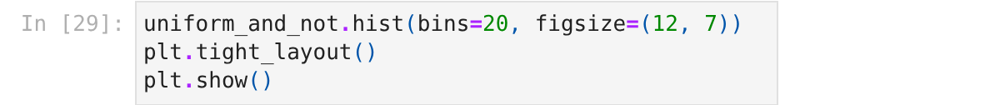 In [29]: uniform_and_not.hist(bins=20, figsize=(12, 7))
plt.tight_layout()
plt.show()